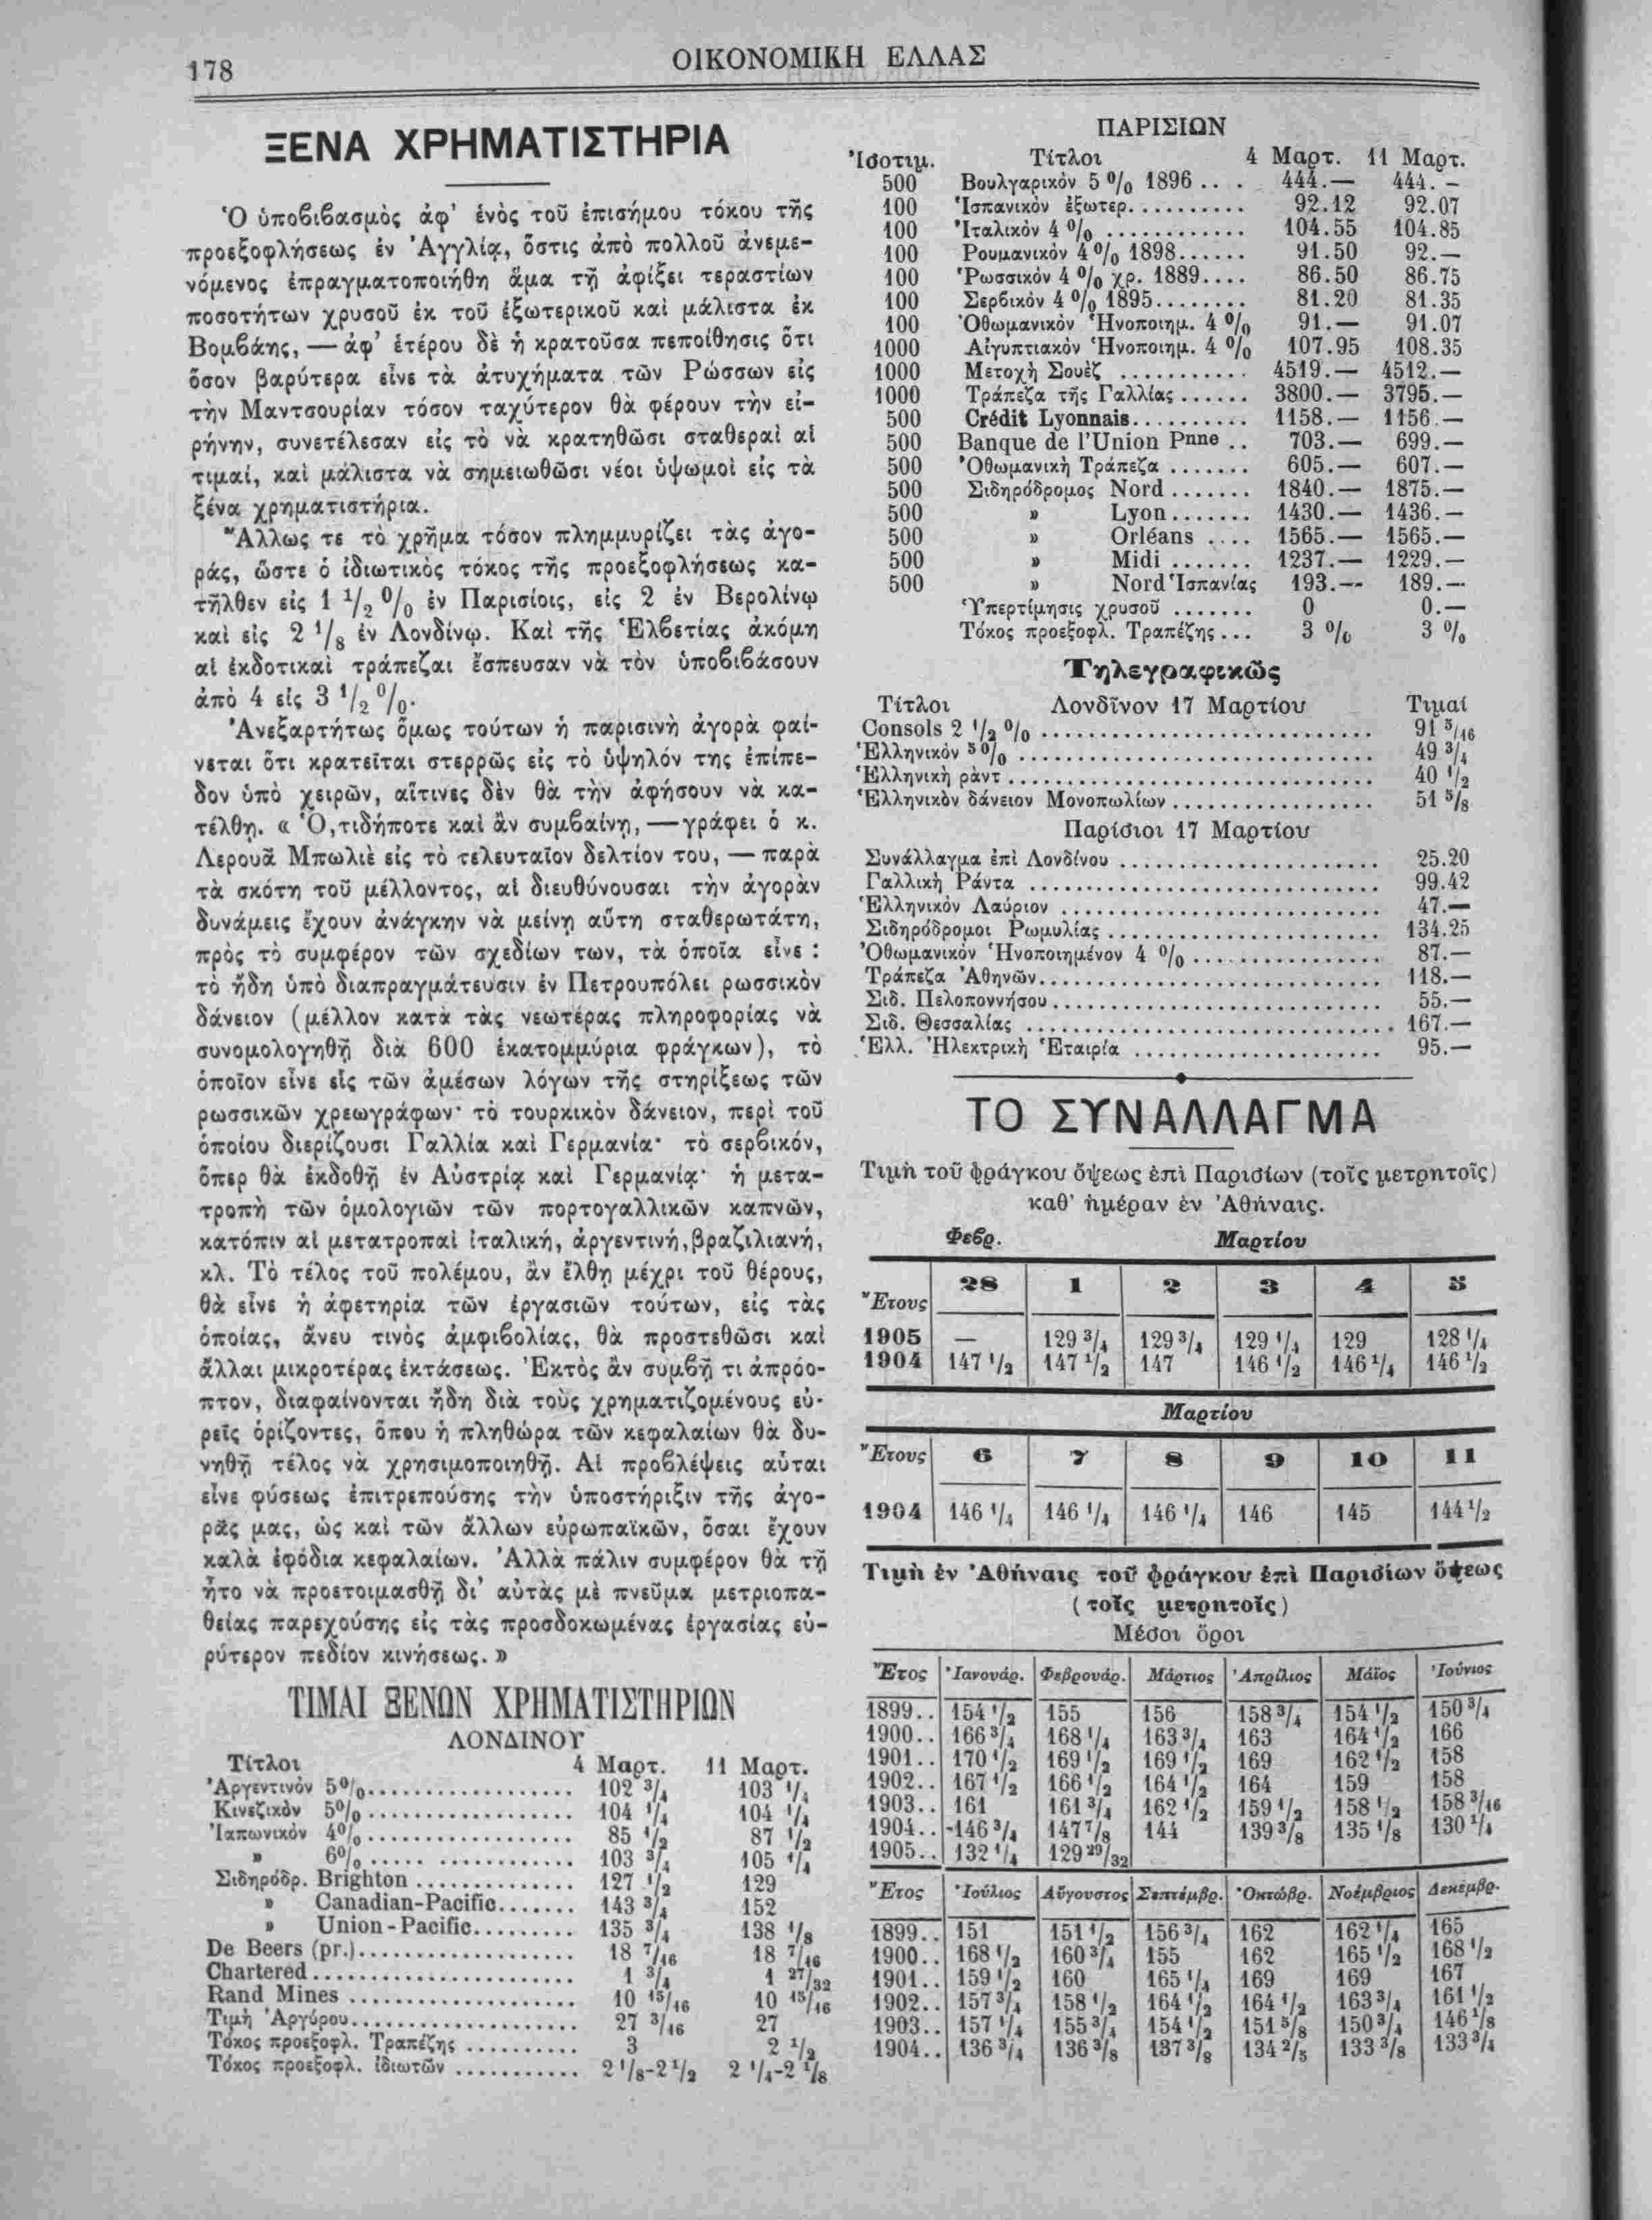 178
ΟΙΚΟΝΟΜΙΚΗ ΕΛΛΑΣ
ΞΕΝΑ ΧΡΗΜΑΤΙΣΤΗΡΙΑ
Ὁ ὑποβιβασμὸς ἀφ' ἑνὸς τοῦ ἐπισήμου τόκου τῆς
προεξοφλήσεως ἐν Ἀγγλίᾳ, ὅστις ἀπὸ πολλοῦ ἀνεμε-
νόμενος ἐπραγματοποιήθη ἅμα τῇ ἀφίξει τεραστίων
ποσοτήτων χρυσοῦ ἐκ τοῦ ἐξωτερικοῦ καὶ μάλιστα ἐκ
Βομβάης, — ἀφ' ἑτέρου δὲ ἡ κρατοῦσα πεποίθησις ὅτι
ὅσον βαρύτερα εἶνε τὰ ἀτυχήματα τῶν Ρώσσων εἰς
τὴν Μαντσουρίαν τόσον ταχύτερον θὰ φέρουν τὴν εἰ-
ρήνην, συνετέλεσαν εἰς τὸ νὰ κρατηθῶσι σταθεραὶ αἱ
τιμαί, καὶ μάλιστα νὰ σημειωθῶσι νέοι ὑψωμοὶ εἰς τὰ
ξένα χρηματιστήρια.
Ἄλλως τε τὸ χρῆμα τόσον πλημμυρίζει τὰς ἀγο-
ράς, ὥστε ὁ ἰδιωτικὸς τόκος τῆς προεξοφλήσεως κα-
τῆλθεν εἰς 1 1/2 0/0 ἐν Παρισίοις, εἰς 2 ἐν Βερολίνῳ
καὶ εἰς 2 1/8 ἐν Λονδίνῳ. Καὶ τῆς Ἑλβετίας ἀκόμη
αἱ ἐκδοτικαὶ τράπεζαι ἔσπευσαν νὰ τὸν ὑποβιβάσουν
ἀπὸ 4 εἰς 3 1/2 0/0.
Ἀνεξαρτήτως ὅμως τούτων ἡ παρισινὴ ἀγορὰ φαί-
νεται ὅτι κρατεῖται στερρῶς εἰς τὸ ὑψηλόν της ἐπίπε-
δον ὑπὸ χειρῶν, αἵτινες δὲν θὰ τὴν ἀφήσουν νὰ κα-
τέλθῃ. « Ὅ,τιδήποτε καὶ ἂν συμβαίνῃ, — γράφει ὁ κ.
Λερουᾶ Μπωλιὲ εἰς τὸ τελευταῖον δελτίον του, — παρὰ
τὰ σκότη τοῦ μέλλοντος, αἱ διευθύνουσαι τὴν ἀγορὰν
δυνάμεις ἔχουν ἀνάγκην νὰ μείνῃ αὕτη σταθερωτάτη,
πρὸς τὸ συμφέρον τῶν σχεδίων των, τὰ ὁποῖα εἶνε :
τὸ ἤδη ὑπὸ διαπραγμάτευσιν ἐν Πετρουπόλει ρωσσικὸν
δάνειον (μέλλον κατὰ τὰς νεωτέρας πληροφορίας νὰ
συνομολογηθῇ διὰ 600 ἑκατομμύρια φράγκων), τὸ
ὁποῖον εἶνε εἷς τῶν ἀμέσων λόγων τῆς στηρίξεως τῶν
ρωσσικῶν χρεωγράφων· τὸ τουρκικὸν δάνειον, περὶ τοῦ
ὁποίου διερίζουσι Γαλλία καὶ Γερμανία· τὸ σερβικόν,
ὅπερ θὰ ἐκδοθῇ ἐν Αὐστρίᾳ καὶ Γερμανίᾳ· ἡ μετα-
τροπὴ τῶν ὁμολογιῶν τῶν πορτογαλλικῶν καπνῶν,
κατόπιν αἱ μετατροπαὶ ἰταλική, ἀργεντινή, βραζιλιανή,
κλ. Τὸ τέλος τοῦ πολέμου, ἂν ἔλθῃ μέχρι τοῦ θέρους,
θὰ εἶνε ἡ ἀφετηρία τῶν ἐργασιῶν τούτων, εἰς τὰς
ὁποίας, ἄνευ τινὸς ἀμφιβολίας, θὰ προστεθῶσι καὶ
ἄλλαι μικροτέρας ἐκτάσεως. Ἐκτὸς ἂν συμβῇ τι ἀπρόο-
πτον, διαφαίνονται ἤδη διὰ τοὺς χρηματιζομένους εὐ-
ρεῖς ὁρίζοντες, ὅπου ἡ πληθώρα τῶν κεφαλαίων θὰ δυ-
νηθῇ τέλος νὰ χρησιμοποιηθῇ. Αἱ προβλέψεις αὗται
εἶνε φύσεως ἐπιτρεπούσης τὴν ὑποστήριξιν τῆς ἀγο-
ρᾶς μας, ὡς καὶ τῶν ἄλλων εὐρωπαϊκῶν, ὅσαι ἔχουν
καλὰ ἐφόδια κεφαλαίων. Ἀλλὰ πάλιν συμφέρον θὰ τῇ
ἦτο νὰ προετοιμασθῇ δι' αὐτὰς μὲ πνεῦμα μετριοπα-
θείας παρεχούσης εἰς τὰς προσδοκωμένας ἐργασίας εὐ-
ρύτερον πεδίον κινήσεως. »
ΤΙΜΑΙ ΞΕΝΩΝ ΧΡΗΜΑΤΙΣΤΗΡΙΩΝ
ΛΟΝΔΙΝΟΥ
Τίτλοι 4 Μαρτ. 11 Μαρτ.
Ἀργεντινὸν 5 0/0 ........ 102 3/4 103 1/4
Κινεζικὸν 5 0/0 ........ 104 1/4 104 1/4
Ἰαπωνικὸν 4 0/0 ........ 85 1/2 87 1/2
» 6 0/0 ........ 103 3/4 105 1/4
Σιδηρόδρ. Brighton ........ 127 1/2 129
» Canadian-Pacific ....... 143 3/4 152
» Union-Pacific ........ 135 3/4 138 1/8
De Beers (pr.) ........ 18 7/16 18 7/16
Chartered ........ 1 3/4 1 27/32
Rand Mines ........ 10 15/16 10 15/16
Τιμὴ Ἀργύρου ........ 27 3/16 27
Τόκος προεξοφλ. Τραπέζης ........ 3 2 1/2
Τόκος προεξοφλ. ἰδιωτῶν ........ 2 1/8-2 1/2 2 1/4-2 1/8
ΠΑΡΙΣΙΩΝ
Ἰσοτιμ. Τίτλοι 4 Μαρτ. 11 Μαρτ.
500 Βουλγαρικὸν 5 0/0 1896 .. . 444.— 444.-
100 Ἱσπανικὸν ἐξωτερ. ........ 92.12 92.07
100 Ἰταλικὸν 4 0/0 ........ 104.55 104.85
100 Ρουμανικὸν 4 0/0 1898 ...... 91.50 92.—
100 Ῥωσσικὸν 4 0/0 χρ. 1889 .... 86.50 86.75
100 Σερβικὸν 4 0/0 1895 ........ 81.20 81.35
100 Ὀθωμανικὸν Ἡνοποιημ. 4 0/0 91.— 91.07
1000 Αἰγυπτιακὸν Ἡνοποιημ. 4 0/0 107.95 108.35
1000 Μετοχὴ Σουὲζ ........ 4519.— 4512.—
1000 Τράπεζα τῆς Γαλλίας ...... 3800.— 3795.—
500 Crédit Lyonnais ........ 1158.— 1156.—
500 Banque de l'Union Pnne .. 703.— 699.—
500 Ὀθωμανικὴ Τράπεζα ....... 605.— 607.—
500 Σιδηρόδρομος Nord ....... 1840.— 1875.—
500 » Lyon ....... 1430.— 1436.—
500 » Orléans .... 1565.— 1565.—
500 » Midi ....... 1237.— 1229.—
500 » Nord Ἱσπανίας 193.-- 189.—
Ὑπερτίμησις χρυσοῦ ....... 0 0.—
Τόκος προεξοφλ. Τραπέζης ... 3 0/0 3 0/0
Τηλεγραφικῶς
Τίτλοι Λονδῖνον 17 Μαρτίου Τιμαί
Consols 2 1/2 0/0 ........ 91 5/16
Ἑλληνικὸν 5 0/0 ........ 49 3/4
Ἑλληνικὴ ρὰντ ........ 40 1/2
Ἑλληνικὸν δάνειον Μονοπωλίων ........ 51 5/8
Παρίσιοι 17 Μαρτίου
Συνάλλαγμα ἐπὶ Λονδίνου ........ 25.20
Γαλλικὴ Ράντα ........ 99.42
Ἑλληνικὸν Λαύριον ........ 47.—
Σιδηρόδρομοι Ρωμυλίας ........ 134.25
Ὀθωμανικὸν Ἡνοποιημένον 4 0/0 ........ 87.—
Τράπεζα Ἀθηνῶν ........ 118.—
Σιδ. Πελοποννήσου ........ 55.—
Σιδ. Θεσσαλίας ........ 167.—
Ἑλλ. Ἠλεκτρικὴ Ἑταιρία ........ 95.—
ΤΟ ΣΥΝΑΛΛΑΓΜΑ
Τιμὴ τοῦ φράγκου ὄψεως ἐπὶ Παρισίων (τοῖς μετρητοῖς)
καθ' ἡμέραν ἐν Ἀθήναις.
Φεβρ. Μαρτίου
Ἔτους 28 1 2 3 4 5
1905 — 129 3/4 129 3/4 129 1/4 129 128 1/4
1904 147 1/2 147 1/2 147 146 1/2 146 1/4 146 1/2
Μαρτίου
Ἔτους 6 7 8 9 10 11
1904 146 1/4 146 1/4 146 1/4 146 145 144 1/2
Τιμὴ ἐν Ἀθήναις τοῦ φράγκου ἐπὶ Παρισίων ὄψεως
(τοῖς μετρητοῖς)
Μέσοι ὅροι
Ἔτος Ἰανουάρ. Φεβρουάρ. Μάρτιος Ἀπρίλιος Μάϊος Ἰούνιος
1899.. 154 1/2 155 156 158 3/4 154 1/2 150 3/4
1900.. 166 3/4 168 1/4 163 3/4 163 164 1/2 166
1901.. 170 1/2 169 1/2 169 1/2 169 162 1/2 158
1902.. 167 1/2 166 1/2 164 1/2 164 159 158
1903.. 161 161 3/4 162 1/2 159 1/2 158 1/2 158 3/16
1904.. 146 3/4 147 7/8 144 139 3/8 135 1/8 130 1/4
1905.. 132 1/4 129 29/32
Ἔτος Ἰούλιος Αὔγουστος Σεπτέμβρ. Ὀκτώβρ. Νοέμβριος Δεκέμβρ.
1899.. 151 151 1/2 156 3/4 162 162 1/4 165
1900.. 168 1/2 160 3/4 155 162 165 1/2 168 1/2
1901.. 159 1/2 160 165 1/4 169 169 167
1902.. 157 3/4 158 1/2 164 1/2 164 1/2 163 3/4 161 1/2
1903.. 157 1/4 155 3/4 154 1/2 151 5/8 150 3/4 146 1/8
1904.. 136 3/4 136 3/8 137 3/8 134 2/5 133 3/8 133 3/4